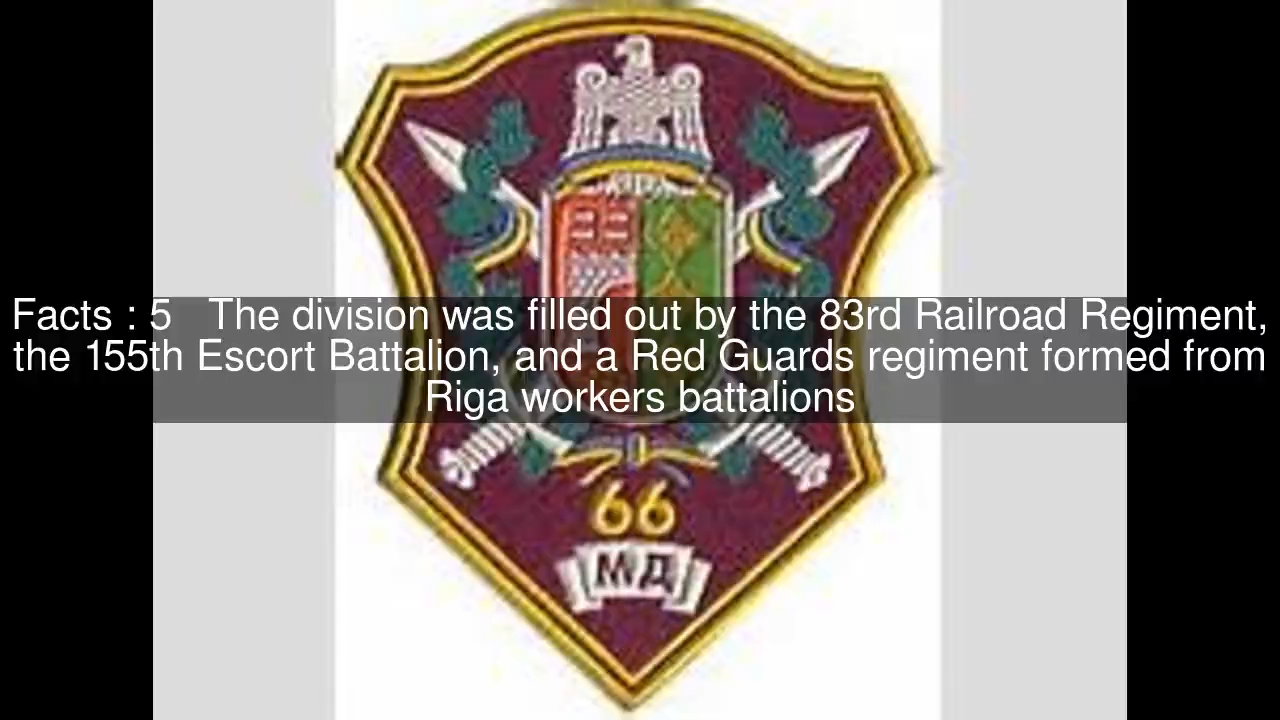 Facts : 5   The division was filled out by the 83rd Railroad Regiment,
the 155th Escort Battalion, and a Red Guards regiment formed from
Riga workers battalions
66
МД